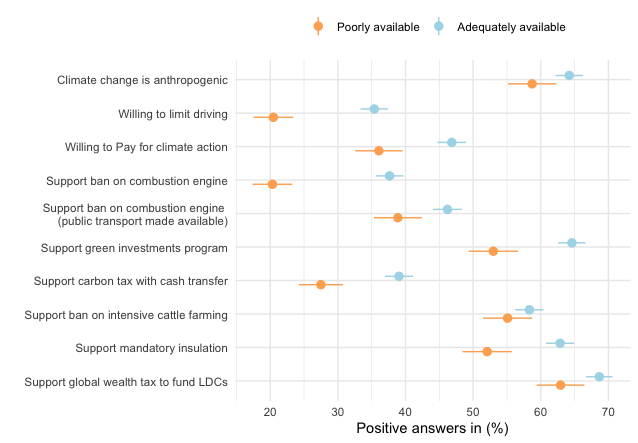 Poorly available
Adequately available
Climate change is anthropogenic
Willing to limit driving
Willing to Pay for climate action
Support ban on combustion engine
Support ban on combustion engine
(public transport made available)
Support green investments program
Support carbon tax with cash transfer
Support ban on intensive cattle farming
Support mandatory insulation
Support global wealth tax to fund LDCs
20 30 40 50 60 70
Positive answers in (%)